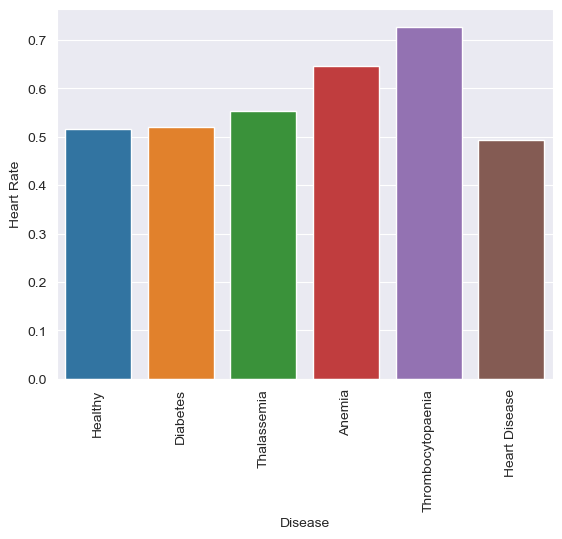 0.7
0.6
0.5
0.4
0.3
0.2
0.1
0.0
Heart Rate
Healthy
Diabetes
Thalassemia
Anemia
Thrombocytopaenia
Heart Disease
Disease